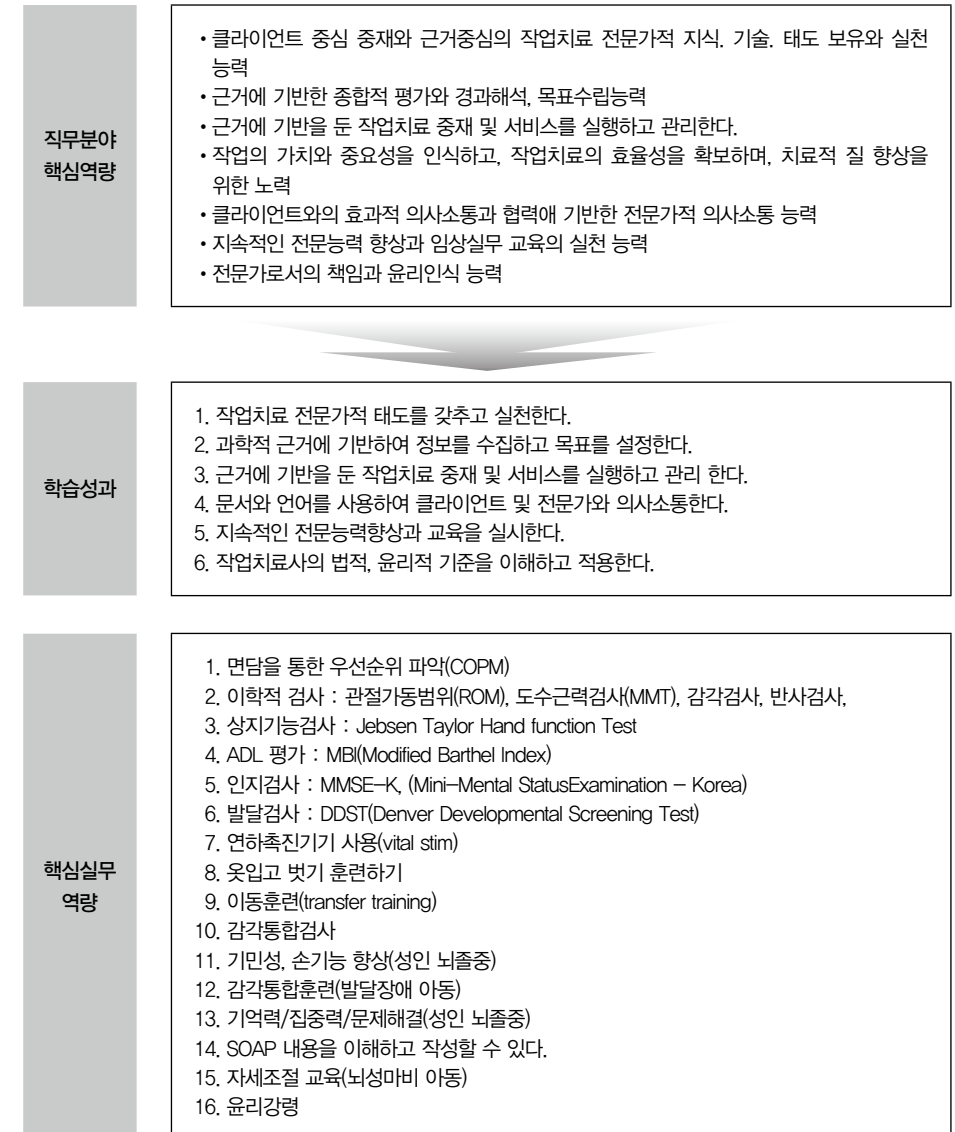 직무분야
핵심역량
•클라이언트 중심 중재와 근거중심의 작업치료 전문가적 지식. 기술. 태도 보유와 실천
능력
•근거에 기반한 종합적 평가와 경과해석, 목표수립능력
•근거에 기반을 둔 작업치료 중재 및 서비스를 실행하고 관리한다.
•작업의 가치와 중요성을 인식하고, 작업치료의 효율성을 확보하며, 치료적 질 향상을
위한 노력
•클라이언트와의 효과적 의사소통과 협력애 기반한 전문가적 의사소통 능력
•지속적인 전문능력 향상과 임상실무 교육의 실천 능력
•전문가로서의 책임과 윤리인식 능력
학습성과
1. 작업치료 전문가적 태도를 갖추고 실천한다.
2. 과학적 근거에 기반하여 정보를 수집하고 목표를 설정한다.
3. 근거에 기반을 둔 작업치료 중재 및 서비스를 실행하고 관리 한다.
4. 문서와 언어를 사용하여 클라이언트 및 전문가와 의사소통한다.
5. 지속적인 전문능력향상과 교육을 실시한다.
6. 작업치료사의 법적, 윤리적 기준을 이해하고 적용한다.
핵심실무
역량
1. 면담을 통한 우선순위 파악(COPM)
2. 이학적 검사 : 관절가동범위(ROM), 도수근력검사(MMT), 감각검사, 반사검사,
3. 상지기능검사 : Jebsen Taylor Hand function Test
4. ADL 평가 : MBI(Modified Barthel Index)
5. 인지검사 : MMSE-K, (Mini-Mental StatusExamination - Korea)
6. 발달검사 : DDST(Denver Developmental Screening Test)
7. 연하촉진기기 사용(vital stim)
8. 옷입고 벗기 훈련하기
9. 이동훈련(transfer training)
10. 감각통합검사
11. 기민성, 손기능 향상(성인 뇌졸중)
12. 감각통합훈련(발달장애 아동)
13. 기억력/집중력/문제해결(성인 뇌졸중)
14. SOAP 내용을 이해하고 작성할 수 있다.
15. 자세조절 교육(뇌성마비 아동)
16. 윤리강령